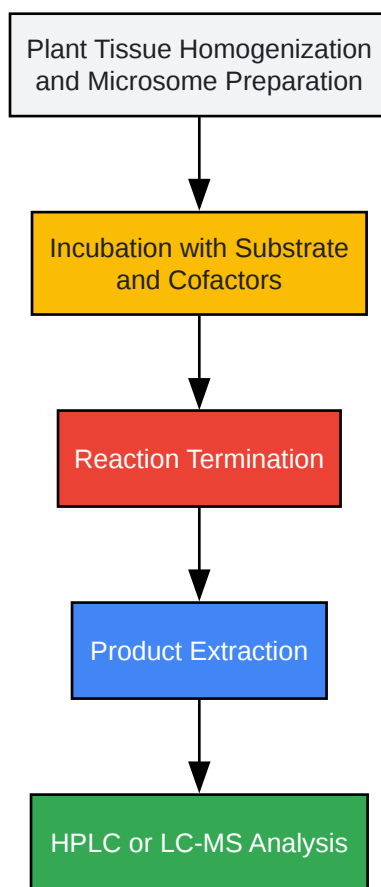 Plant Tissue Homogenization
and Microsome Preparation
Incubation with Substrate
and Cofactors
Reaction Termination
Product Extraction
HPLC or LC-MS Analysis